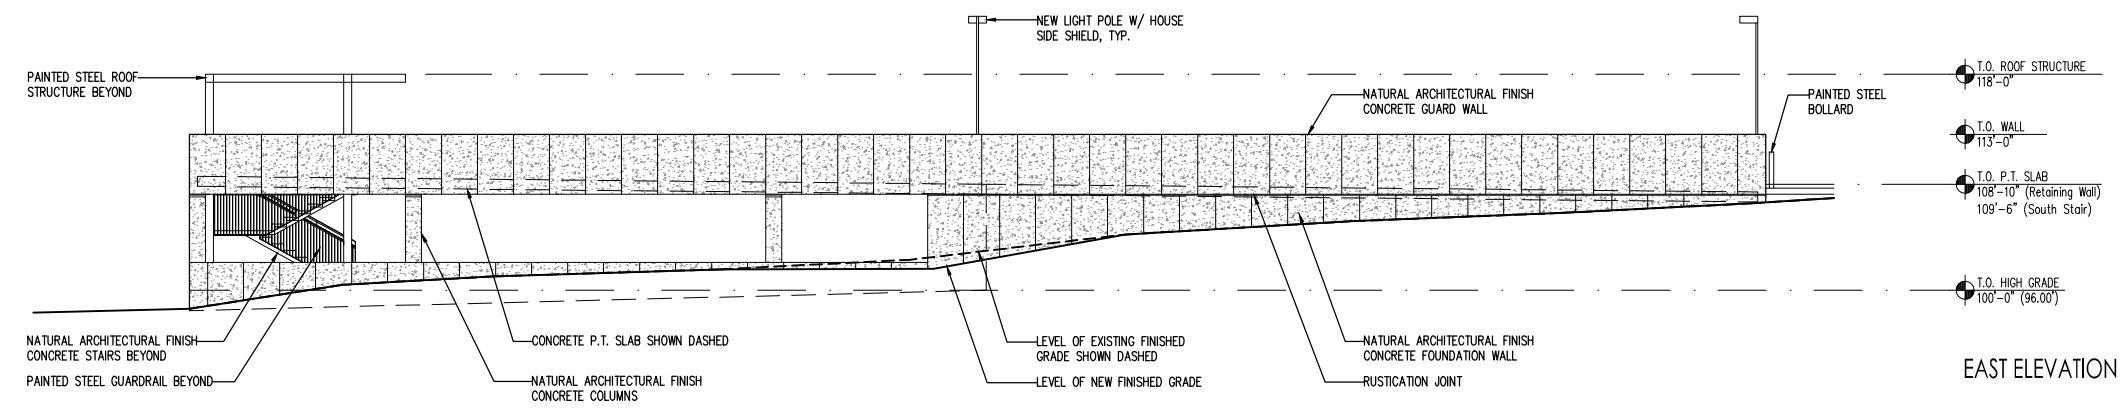 NEW LIGHT POLE W/ HOUSE
SIDE SHIELD, TYP.
PAINTED STEEL ROOF
STRUCTURE BEYOND
NATURAL ARCHITECTURAL FINISH
CONCRETE GUARD WALL
PAINTED STEEL
BOLLARD
T.O. ROOF STRUCTURE
118'-0"
T.O. WALL
113'-0"
T.O. P.T. SLAB
108'-10" (Retaining Wall)
109'-6" (South Stair)
T.O. HIGH GRADE
100'-0" (96.00')
NATURAL ARCHITECTURAL FINISH
CONCRETE STAIRS BEYOND
PAINTED STEEL GUARDRAIL BEYOND
CONCRETE P.T. SLAB SHOWN DASHED
NATURAL ARCHITECTURAL FINISH
CONCRETE COLUMNS
LEVEL OF EXISTING FINISHED
GRADE SHOWN DASHED
LEVEL OF NEW FINISHED GRADE
NATURAL ARCHITECTURAL FINISH
CONCRETE FOUNDATION WALL
RUSTICATION JOINT
EAST ELEVATION